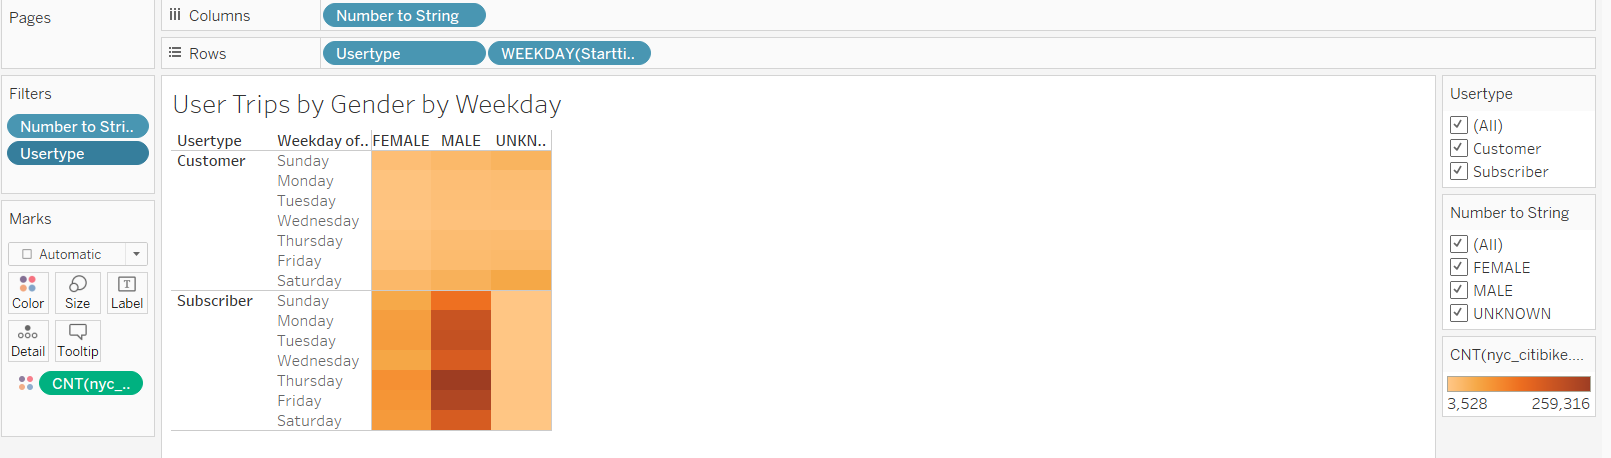 Pages
Columns
Number to String
Rows
Usertype
WEEKDAY(Startti..
Filters
Number to Stri..
Usertype
Marks
Automatic
Color
Size
T
Label
Detail
Tooltip
CNT(nyc_..
User Trips by Gender by Weekday
Usertype Weekday of.. FEMALE MALE UNKN..
Customer Sunday
Monday
Tuesday
Wednesday
Thursday
Friday
Saturday
Subscriber Sunday
Monday
Tuesday
Wednesday
Thursday
Friday
Saturday
Usertype
(All)
Customer
Subscriber
Number to String
(All)
FEMALE
MALE
UNKNOWN
CNT(nyc_citibike....
3,528 259,316